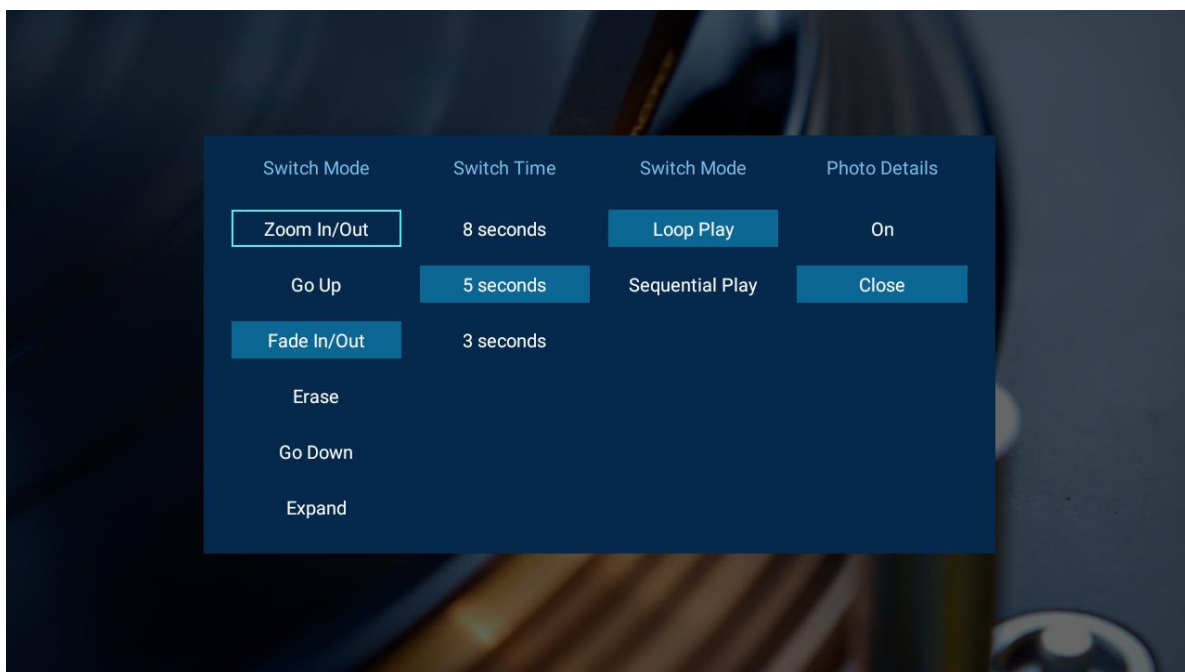 Switch Mode Switch Time Switch Mode Photo Details
Zoom In/Out 8 seconds Loop Play On
Go Up 5 seconds Sequential Play Close
Fade In/Out 3 seconds
Erase
Go Down
Expand